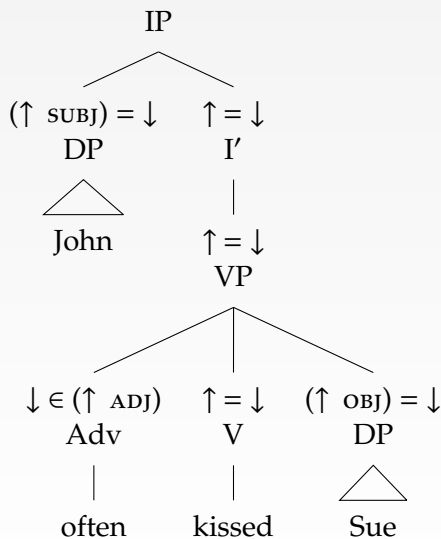 IP
(↑ SUBJ) = ↓ ↑ = ↓
DP I′
John ↑ = ↓
VP
↓ ∈ (↑ ADJ) ↑ = ↓ (↑ OBJ) = ↓
Adv V DP
often kissed Sue